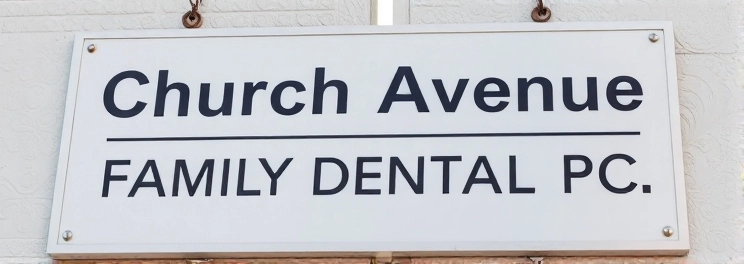 Church Avenue
FAMILY DENTAL PC.